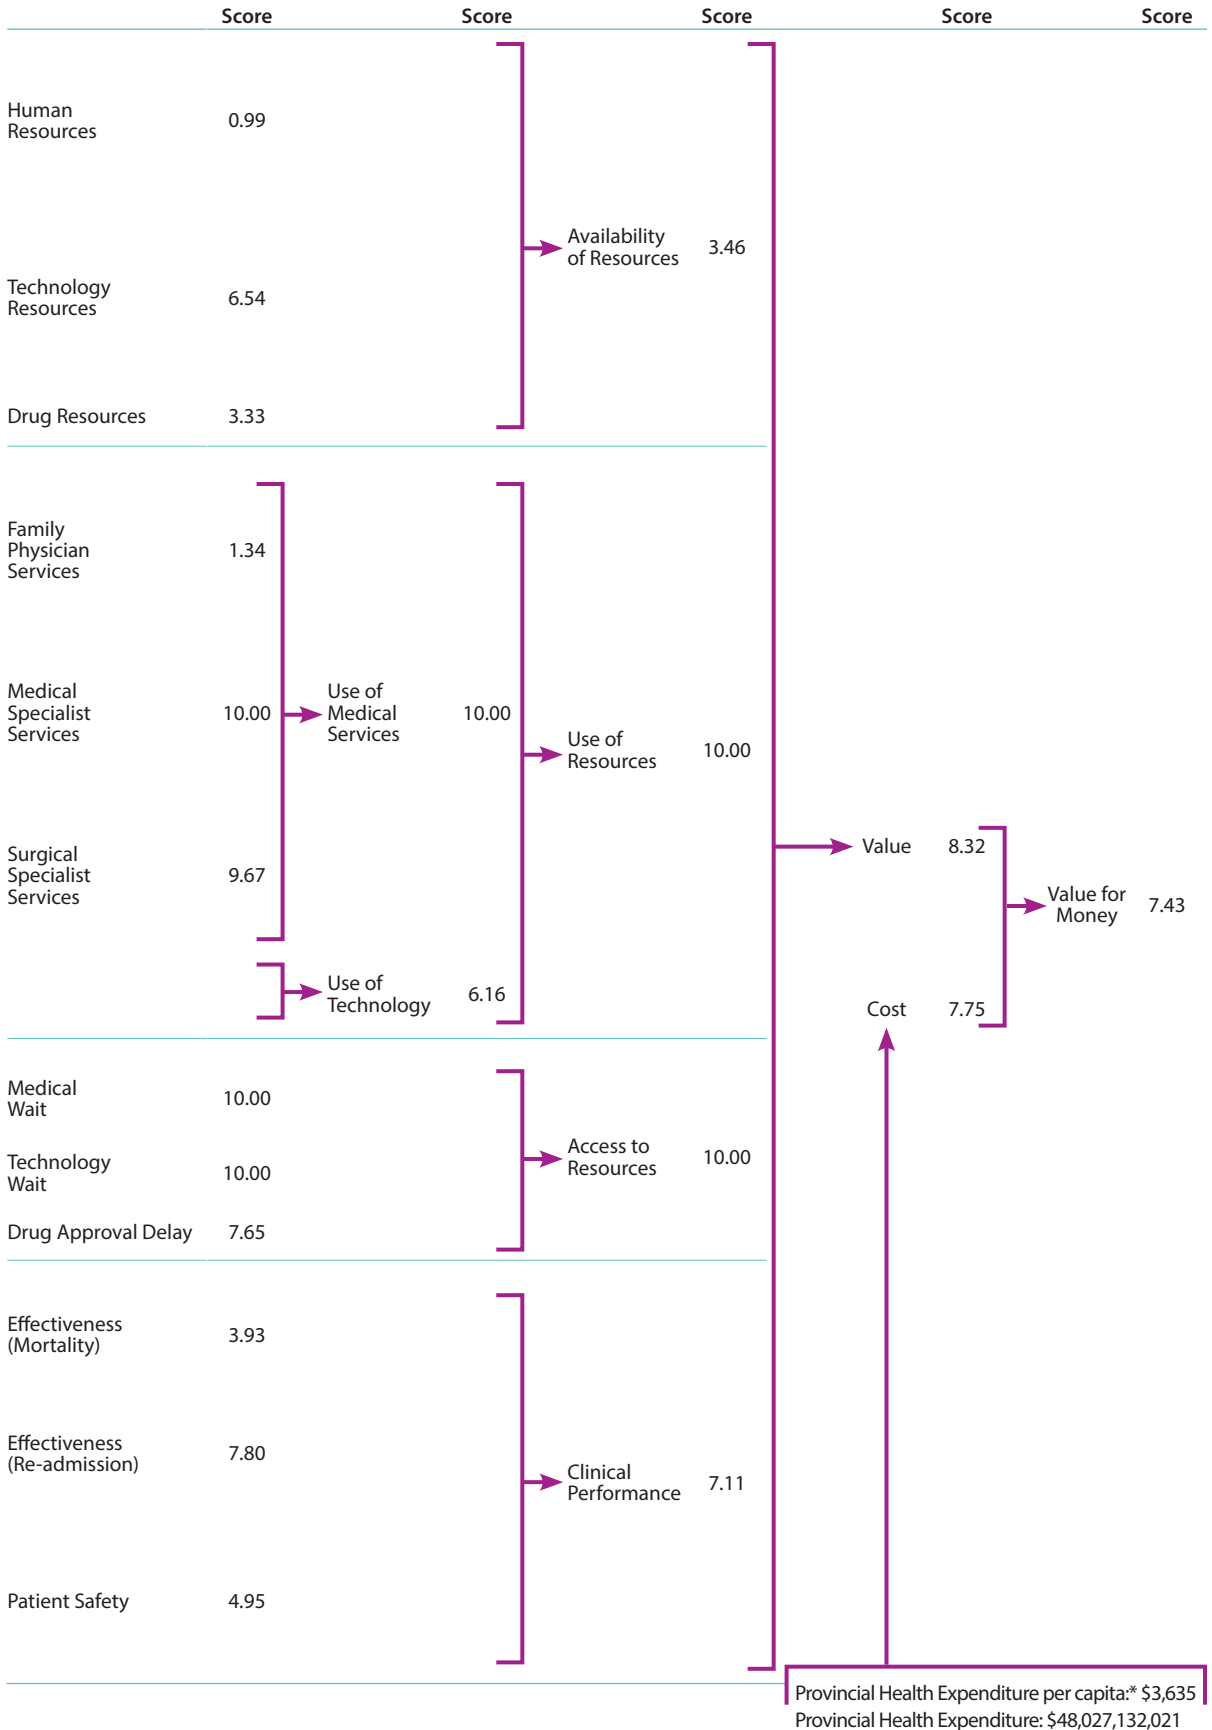 Score Score Score Score Score
Human
Resources
0.99
Availability
of Resources
3.46
Technology
Resources
6.54
Drug Resources 3.33
Family
Physician
Services
1.34
Medical
Specialist
Services
10.00
Use of
Medical
Services
10.00
Use of
Resources
10.00
Surgical
Specialist
Services
9.67
Value 8.32
Value for
Money
7.43
Use of
Technology
6.16
Cost 7.75
Medical
Wait
10.00
Access to
Resources
10.00
Technology
Wait
10.00
Drug Approval Delay 7.65
Effectiveness
(Mortality)
3.93
Effectiveness
(Re-admission)
7.80
Clinical
Performance
7.11
Patient Safety 4.95
Provincial Health Expenditure per capita:* $3,635
Provincial Health Expenditure: $48,027,132,021